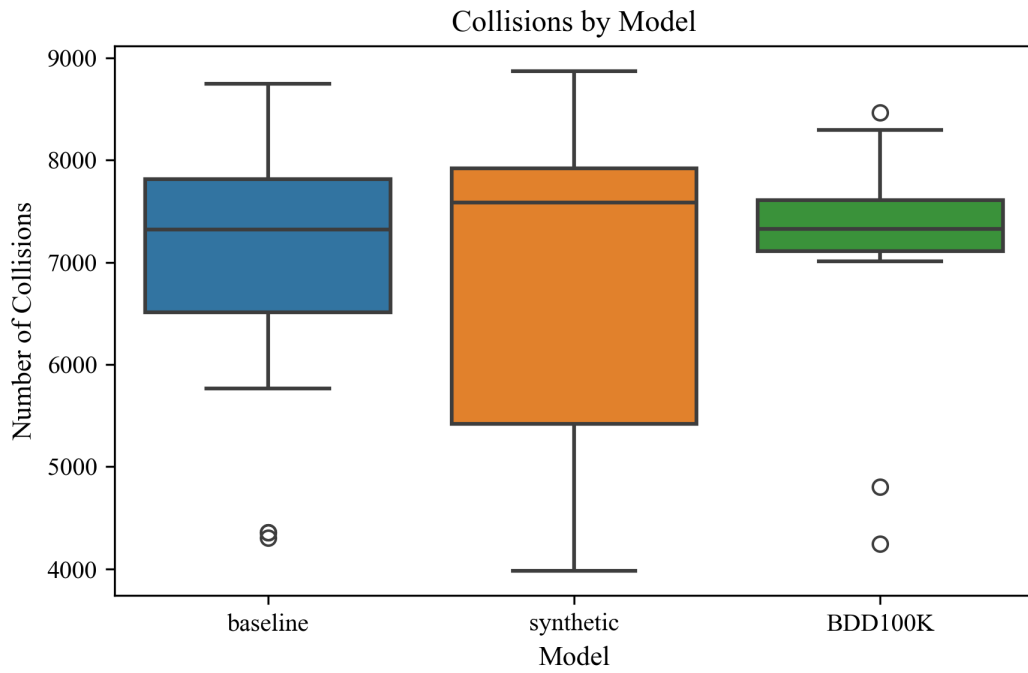 Collisions by Model
Number of Collisions
9000
8000
7000
6000
5000
4000
baseline
synthetic
BDD100K
Model